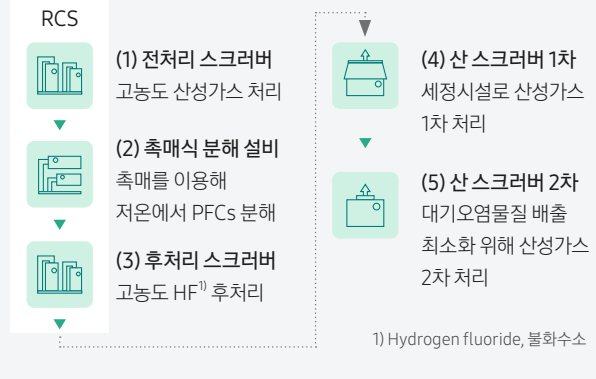 RCS
(1) 전처리 스크러버
고농도 산성가스 처리
(2) 촉매식 분해 설비
촉매를 이용해
저온에서 PFCs 분해
(3) 후처리 스크러버
고농도 HF¹⁾ 후처리
(4) 산 스크러버 1차
세정시설로 산성가스
1차 처리
(5) 산 스크러버 2차
대기오염물질 배출
최소화 위해 산성가스
2차 처리
1) Hydrogen fluoride, 불화수소